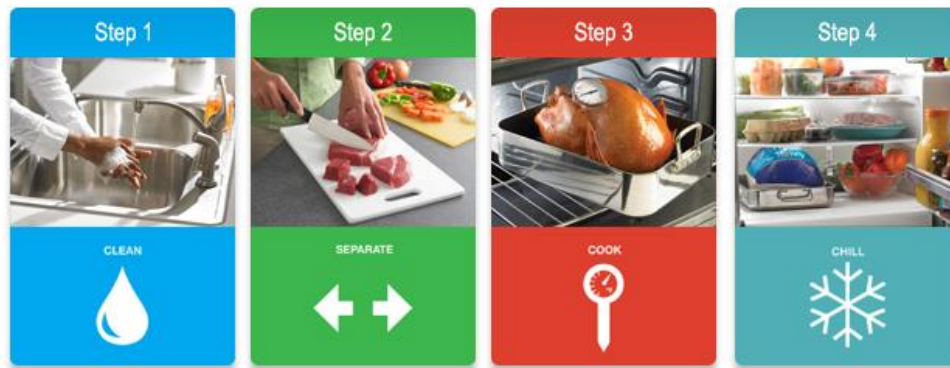 Step 1
Step 2
Step 3
Step 4
CLEAN
SEPARATE
COOK
CHILL